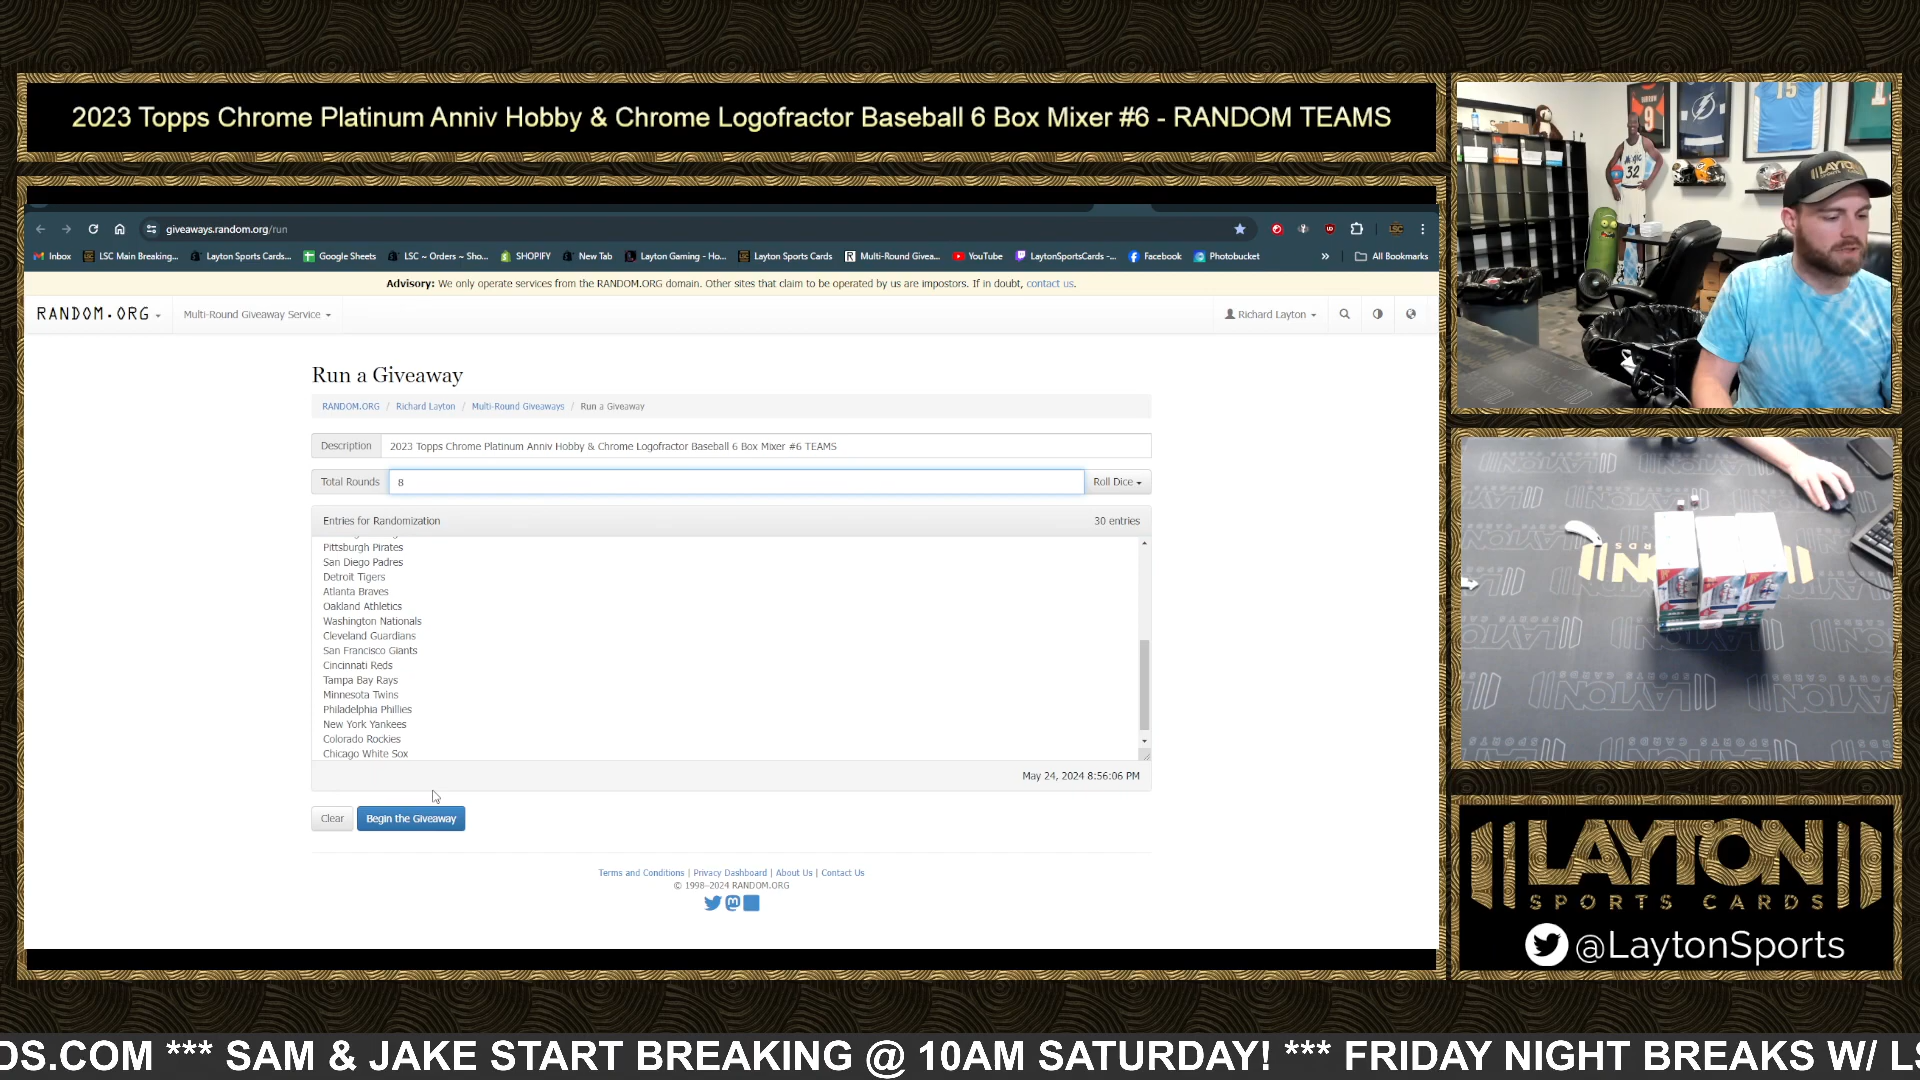 2023 Topps Chrome Platinum Anniv Hobby & Chrome Logofractor Baseball 6 Box Mixer #6 - RANDOM TEAMS
giveaways.random.org/run
Inbox
LSC Main Breaking...
Layton Sports Cards...
Google Sheets
LSC ~ Orders ~ Sho...
SHOPIFY
New Tab
Layton Gaming - Ho...
Layton Sports Cards
Multi-Round Givea...
YouTube
LaytonSportsCards -...
Facebook
Photobucket
»
All Bookmarks
Advisory: We only operate services from the RANDOM.ORG domain. Other sites that claim to be operated by us are impostors. If in doubt, contact us.
RANDOM.ORG
Multi-Round Giveaway Service
Richard Layton
Run a Giveaway
RANDOM.ORG / Richard Layton / Multi-Round Giveaways / Run a Giveaway
Description 2023 Topps Chrome Platinum Anniv Hobby & Chrome Logofractor Baseball 6 Box Mixer #6 TEAMS
Total Rounds 8 Roll Dice
Entries for Randomization 30 entries
Pittsburgh Pirates
San Diego Padres
Detroit Tigers
Atlanta Braves
Oakland Athletics
Washington Nationals
Cleveland Guardians
San Francisco Giants
Cincinnati Reds
Tampa Bay Rays
Minnesota Twins
Philadelphia Phillies
New York Yankees
Colorado Rockies
Chicago White Sox
May 24, 2024 8:56:06 PM
Clear Begin the Giveaway
Terms and Conditions | Privacy Dashboard | About Us | Contact Us
© 1998–2024 RANDOM.ORG
9
15
1
MAGIC
32
LAYTON
LAYTON
SPORTS CARDS
@LaytonSports
DS.COM *** SAM & JAKE START BREAKING @ 10AM SATURDAY! *** FRIDAY NIGHT BREAKS W/ LS